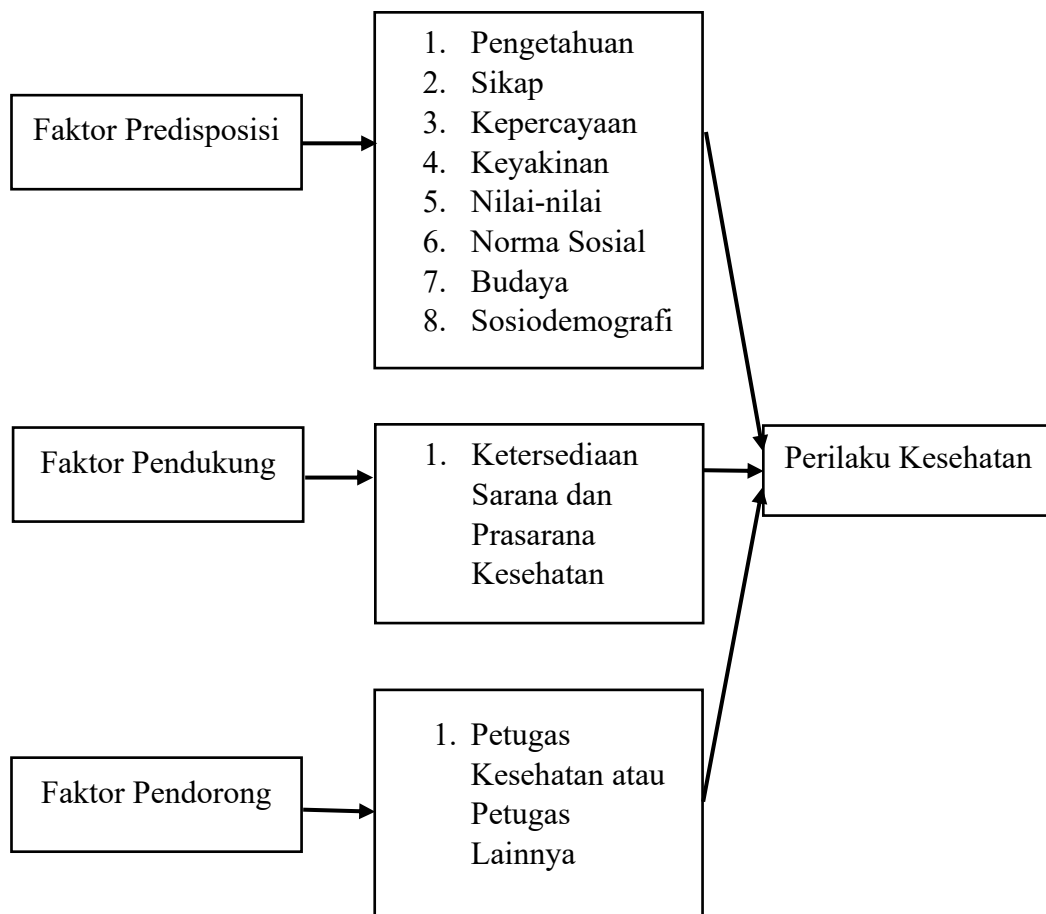 Faktor Predisposisi
1. Pengetahuan
2. Sikap
3. Kepercayaan
4. Keyakinan
5. Nilai-nilai
6. Norma Sosial
7. Budaya
8. Sosiodemografi
Faktor Pendukung
1. Ketersediaan
Sarana dan
Prasarana
Kesehatan
Perilaku Kesehatan
Faktor Pendorong
1. Petugas
Kesehatan atau
Petugas
Lainnya